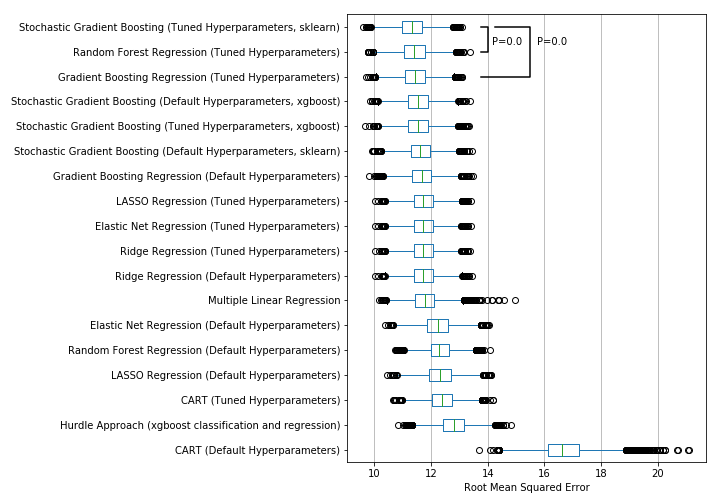 Stochastic Gradient Boosting (Tuned Hyperparameters, sklearn)
Random Forest Regression (Tuned Hyperparameters)
P=0.0 P=0.0
Gradient Boosting Regression (Tuned Hyperparameters)
Stochastic Gradient Boosting (Default Hyperparameters, xgboost)
Stochastic Gradient Boosting (Tuned Hyperparameters, xgboost)
Stochastic Gradient Boosting (Default Hyperparameters, sklearn)
Gradient Boosting Regression (Default Hyperparameters)
LASSO Regression (Tuned Hyperparameters)
Elastic Net Regression (Tuned Hyperparameters)
Ridge Regression (Tuned Hyperparameters)
Ridge Regression (Default Hyperparameters)
Multiple Linear Regression
Elastic Net Regression (Default Hyperparameters)
Random Forest Regression (Default Hyperparameters)
LASSO Regression (Default Hyperparameters)
CART (Tuned Hyperparameters)
Hurdle Approach (xgboost classification and regression)
CART (Default Hyperparameters)
10 12 14 16 18 20
Root Mean Squared Error